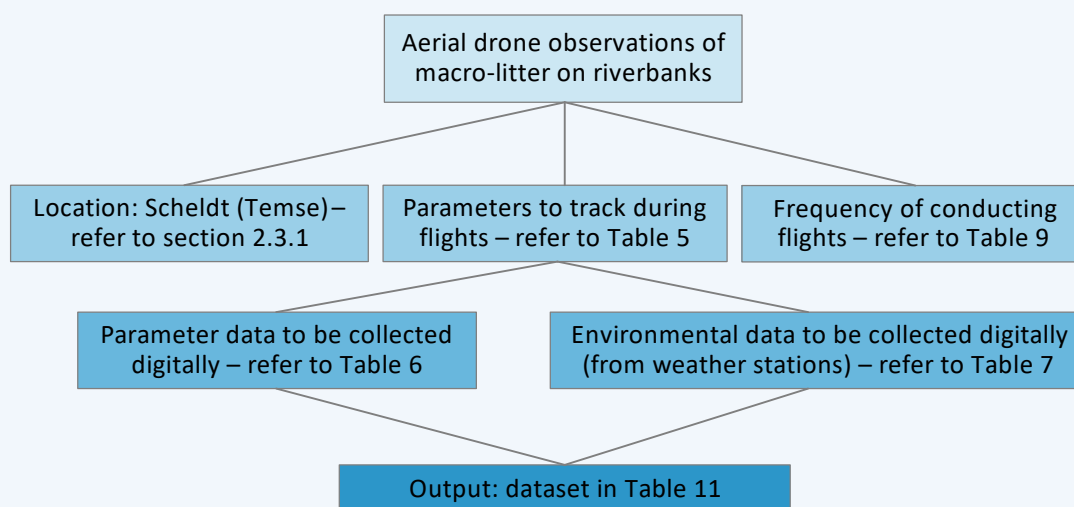 Aerial drone observations of
macro-litter on riverbanks
Location: Scheldt (Temse) –
refer to section 2.3.1
Parameters to track during
flights – refer to Table 5
Frequency of conducting
flights – refer to Table 9
Parameter data to be collected
digitally – refer to Table 6
Environmental data to be collected digitally
(from weather stations) – refer to Table 7
Output: dataset in Table 11